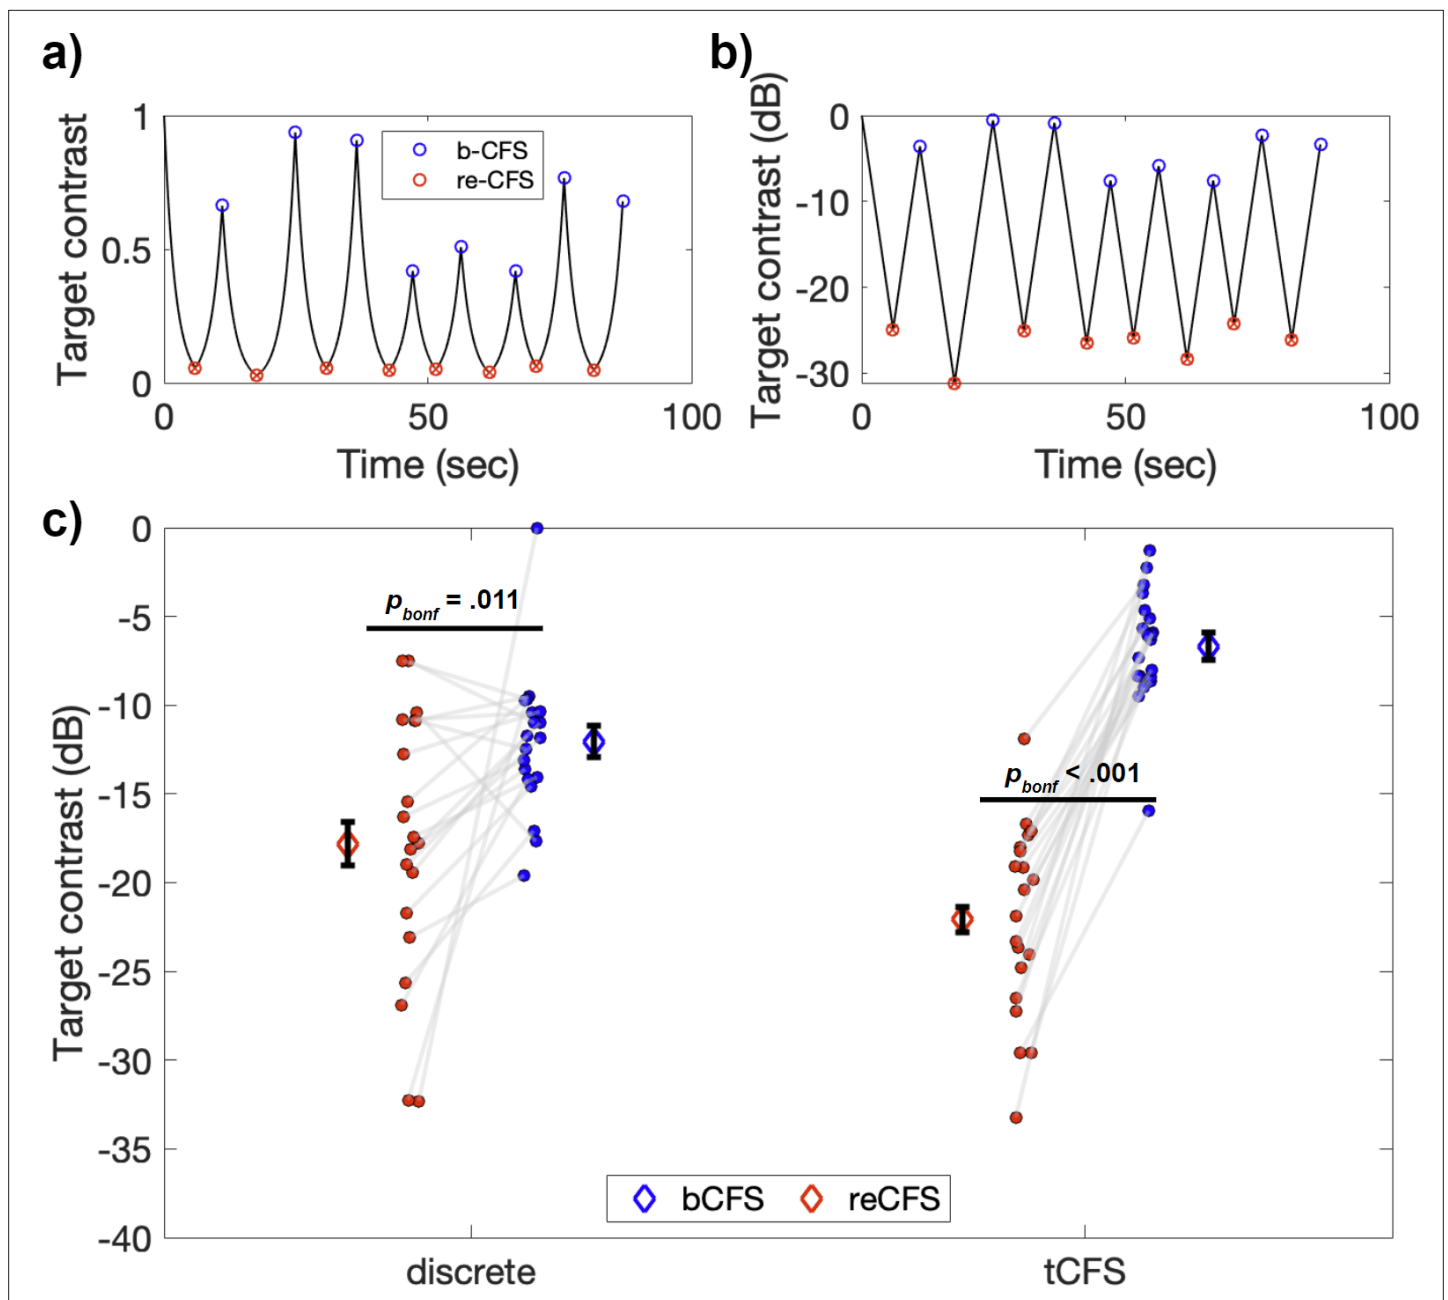 a)
Target contrast
1
0.5
0
0
50
100
Time (sec)
b-CFS
re-CFS
b)
Target contrast (dB)
0
-10
-20
-30
0
50
100
Time (sec)
c)
Target contrast (dB)
0
-5
-10
-15
-20
-25
-30
-35
-40
pbonf = .011
pbonf < .001
bCFS reCFS
discrete
tCFS